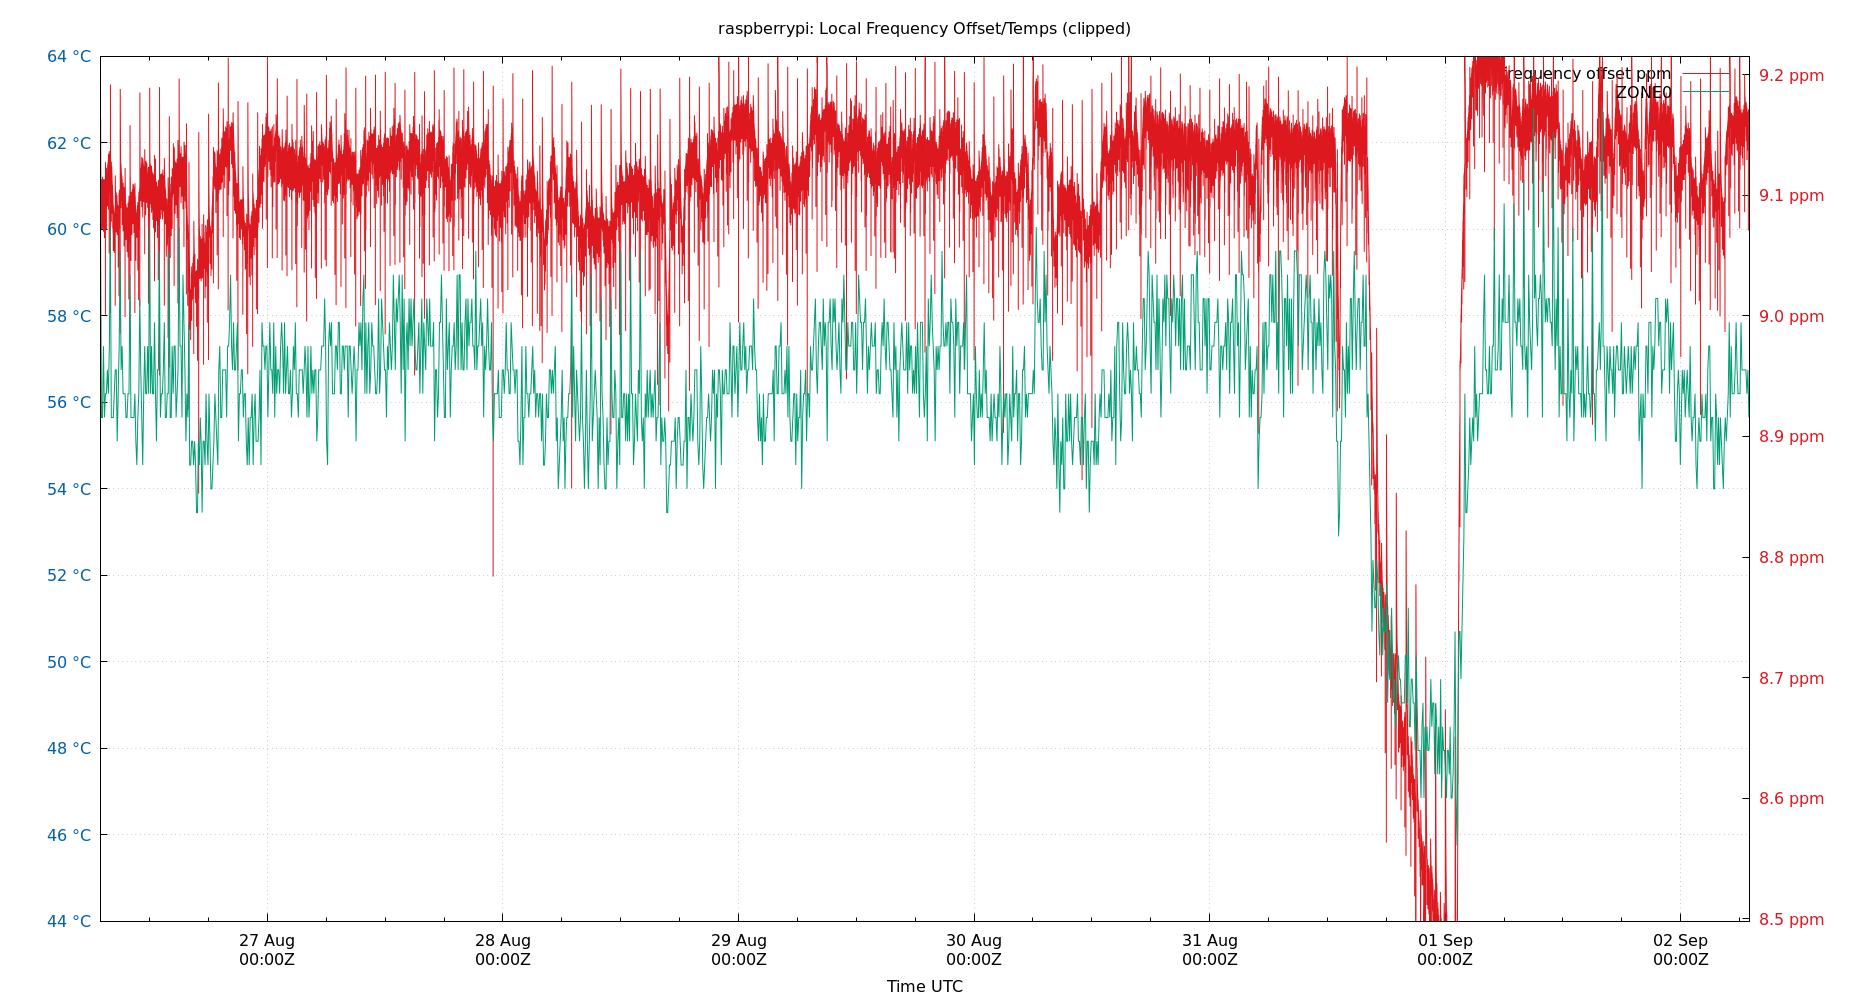 raspberrypi: Local Frequency Offset/Temps (clipped)
64 °C
62 °C
60 °C
58 °C
56 °C
54 °C
52 °C
50 °C
48 °C
46 °C
44 °C
requency offset ppm
ZONE0
9.2 ppm
9.1 ppm
9.0 ppm
8.9 ppm
8.8 ppm
8.7 ppm
8.6 ppm
8.5 ppm
27 Aug 28 Aug 29 Aug 30 Aug 31 Aug 01 Sep 02 Sep
00:00Z 00:00Z 00:00Z 00:00Z 00:00Z 00:00Z 00:00Z
Time UTC